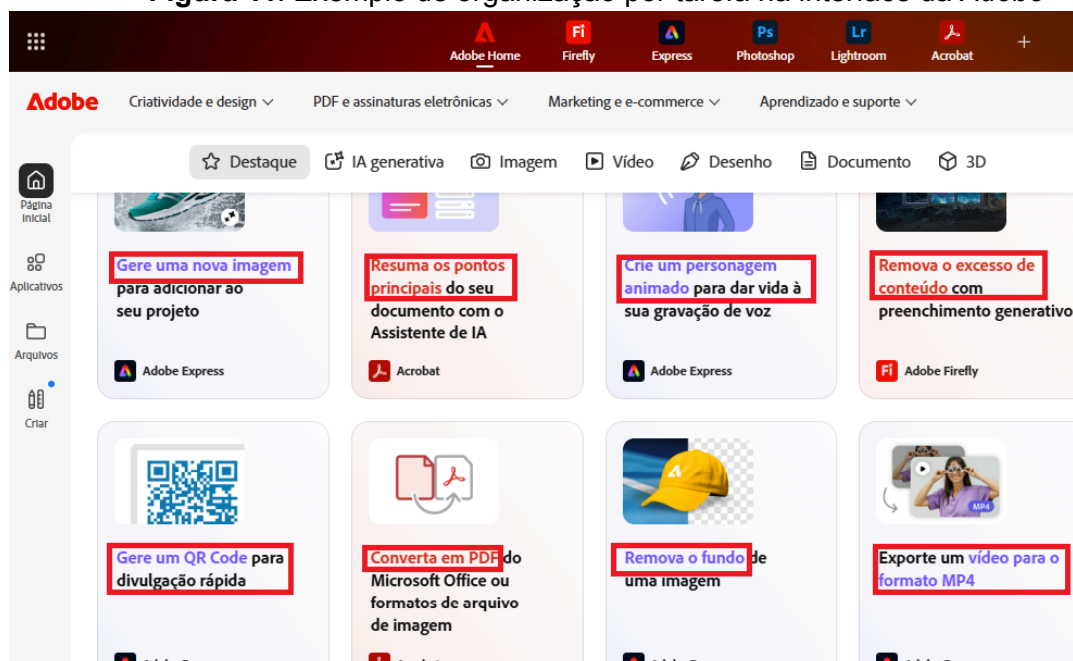 Adobe Home
Fi
Firefly
Express
Ps
Photoshop
Lr
Lightroom
Acrobat
+
Adobe
Criatividade e design
PDF e assinaturas eletrônicas
Marketing e e-commerce
Aprendizado e suporte
Destaque
IA generativa
Imagem
Vídeo
Desenho
Documento
3D
Página
Inicial
Aplicativos
Arquivos
Criar
Gere uma nova imagem
para adicionar ao
seu projeto
Adobe Express
Resuma os pontos
principais do seu
documento com o
Assistente de IA
Acrobat
Crie um personagem
animado para dar vida à
sua gravação de voz
Adobe Express
Remova o excesso de
conteúdo com
preenchimento generativo
Fi
Adobe Firefly
Gere um QR Code para
divulgação rápida
Converta em PDF do
Microsoft Office ou
formatos de arquivo
de imagem
Remova o fundo de
uma imagem
MP4
Exporte um vídeo para o
formato MP4